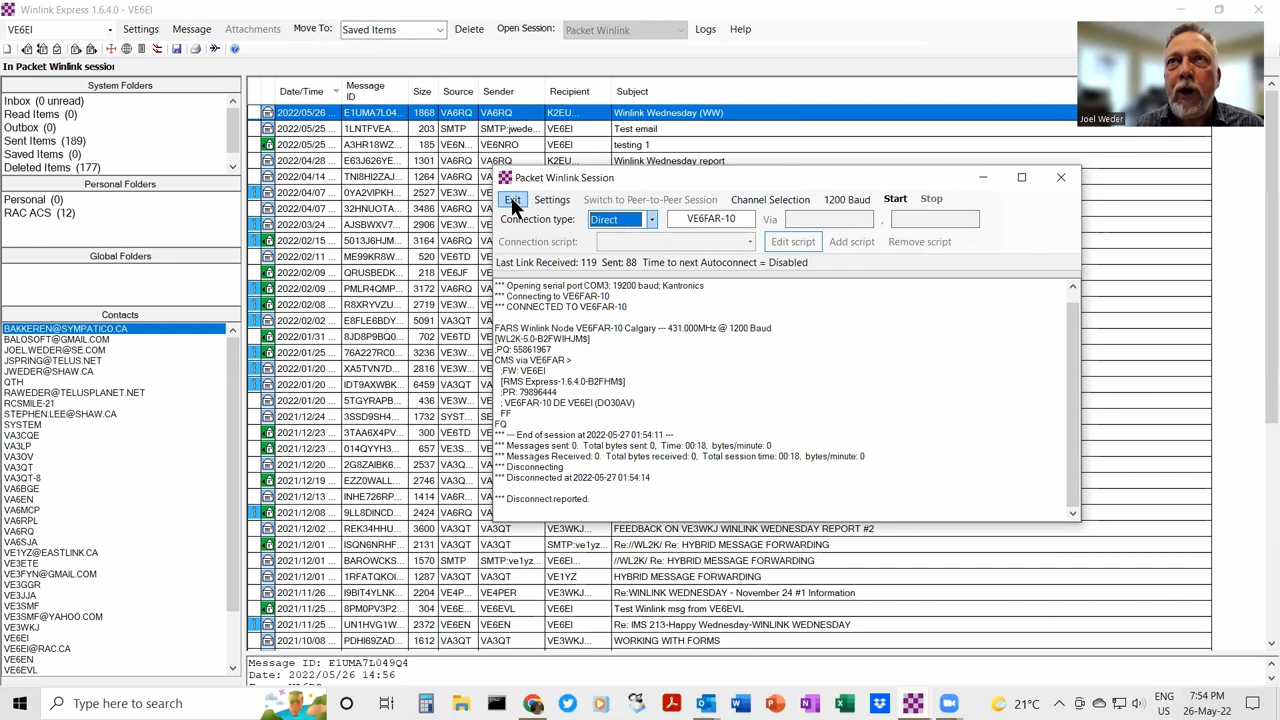 Winlink Express 1.6.4.0 - VE6EI
VE6EI Settings Message Attachments Move To: Saved Items Delete Open Session: Packet Winlink Logs Help
In Packet Winlink session
System Folders
Inbox (0 unread)
Read Items (0)
Outbox (0)
Sent Items (189)
Saved Items (0)
Deleted Items (177)
Personal Folders
Personal (0)
RAC ACS (12)
Global Folders
Contacts
BAKKEREN@SYMPATICO.CA
BALOSOFT@GMAIL.COM
JOEL.WEDER@SE.COM
JSPRING@TELUS.NET
JWEDER@SHAW.CA
QTH
RAWEDER@TELUSPLANET.NET
RCSMILE-21
STEPHEN.LEE@SHAW.CA
SYSTEM
VA3CQE
VA3LP
VA3OV
VA3QT
VA3QT-8
VA6BGE
VA6EN
VA6MCP
VA6RPL
VA6RQ
VA6SJA
VE1YZ@EASTLINK.CA
VE3ETE
VE3FYN@GMAIL.COM
VE3GGR
VE3JJA
VE3SMF
VE3SMF@YAHOO.COM
VE3WKJ
VE6EI
VE6EI@RAC.CA
VE6EN
VE6EVL
Date/Time Message ID Size Source Sender Recipient Subject
2022/05/26 ... E1UMA7L04... 1868 VA6RQ VA6RQ K2EU... Winlink Wednesday (WW)
2022/05/25 ... 1LNTFVEA... 203 SMTP SMTP:jwede... VE6EI Test email
2022/05/25 ... A3HR18WZ... 185 VE6N... VE6NRO VE6EI testing 1
2022/04/28 ... E63J626YE... 1301 VA6RQ VA6RQ K2EU... Winlink Wednesday report
2022/04/14 ... TNI8HI2ZAY... 1264 VA6R...
2022/04/07 ... 0YA2VIPKH... 2527 VE3W...
2022/04/07 ... 32HNUOTA... 3486 VA6R...
2022/03/24 ... AJSBWXV7... 2906 VE3W...
2022/02/15 ... 5013J6HJM... 3164 VA6R...
2022/02/11 ... ME99KR8W... 520 VE6TD
2022/02/09 ... QRUSBEDK... 218 VE6JF
2022/02/09 ... PMLR4QMP... 3172 VA6R...
2022/02/08 ... R8XRYVZU... 2719 VE3W...
2022/02/02 ... E8FLE6BDY... 5091 VA3QT
2022/01/31 ... 8JD8P9BQ0... 702 VE6TD
2022/01/25 ... 76A227RC0... 3236 VE3W...
2022/01/20 ... XA5TVN7D... 2816 VE3W...
2022/01/20 ... IDT9AXWBK... 6459 VA3QT
2022/01/20 ... 5TGYRAPB... 436 VE3W...
2021/12/24 ... 3SSD9SH4... 1732 SYST...
2021/12/23 ... 3TAA6X4PV... 300 VE6TD
2021/12/23 ... 014QYYH3... 657 VE3W...
2021/12/20 ... 2G8ZAIBK6... 2537 VA3Q...
2021/12/19 ... EZZ0WALL... 2746 VA3Q...
2021/12/13 ... INHE726RP... 1414 VA6R...
2021/12/08 ... 9LL8DINCD... 2424 VA6RQ
2021/12/02 ... REK34HHU... 3600 VA3QT VA3QT VE3WKJ FEEDBACK ON VE3WKJ WINLINK WEDNESDAY REPORT #2
2021/12/01 ... ISQN6NRHF... 2131 VA3QT VA3QT SMTP:ve1yz... Re://WL2K/ Re: HYBRID MESSAGE FORWARDING
2021/12/01 ... BAROWCKS... 1570 SMTP SMTP:ve1yz... VE6EI //WL2K/ Re: HYBRID MESSAGE FORWARDING
2021/12/01 ... 1RFATQKOI... 1287 VA3QT VA3QT VE1YZ HYBRID MESSAGE FORWARDING
2021/11/26 ... I9BIT4YLNK... 2204 VE4P... VE4PER VE6EI Re:WINLINK WEDNESDAY - November 24 #1 Information
2021/11/25 ... 8PM0PV3P2... 304 VE6E... VE6EVL VE6EI Test Winlink msg from VE6EVL
2021/11/25 ... UN1HVG1W... 2372 VE6EN VE6EN VE6EI Re: IMS 213-Happy Wednesday-WINLINK WEDNESDAY
2021/10/08 ... PDHI69ZAD... 1612 VA3QT VA3QT VE3WKJ... WORKING WITH FORMS
Message ID: E1UMA7L049Q4
Date: 2022/05/26 14:56
Packet Winlink Session
Exit Settings Switch to Peer-to-Peer Session Channel Selection 1200 Baud Start Stop
Connection type: Direct VE6FAR-10 Via ,
Connection script: Edit script Add script Remove script
Last Link Received: 119 Sent: 88 Time to next Autoconnect = Disabled
*** Opening serial port COM3; 19200 baud; Kantronics
*** Connecting to VE6FAR-10
*** CONNECTED TO VE6FAR-10
FARS Winlink Node VE6FAR-10 Calgary --- 431.000MHz @ 1200 Baud
[WL2K-5.0-B2FWIHJM$]
;PQ: 55861967
CMS via VE6FAR >
;FW: VE6EI
[RMS Express-1.6.4.0-B2FHM$]
;PR: 79896444
; VE6FAR-10 DE VE6EI (DO30AV)
FF
FQ
*** --- End of session at 2022-05-27 01:54:11 ---
*** Messages sent: 0. Total bytes sent: 0, Time: 00:18, bytes/minute: 0
*** Messages Received: 0. Total bytes received: 0, Total session time: 00:18, bytes/minute: 0
*** Disconnecting
*** Disconnected at 2022-05-27 01:54:14
*** Disconnect reported.
Joel Weder
Type here to search
21°C
ENG
US
7:54 PM
26-May-22